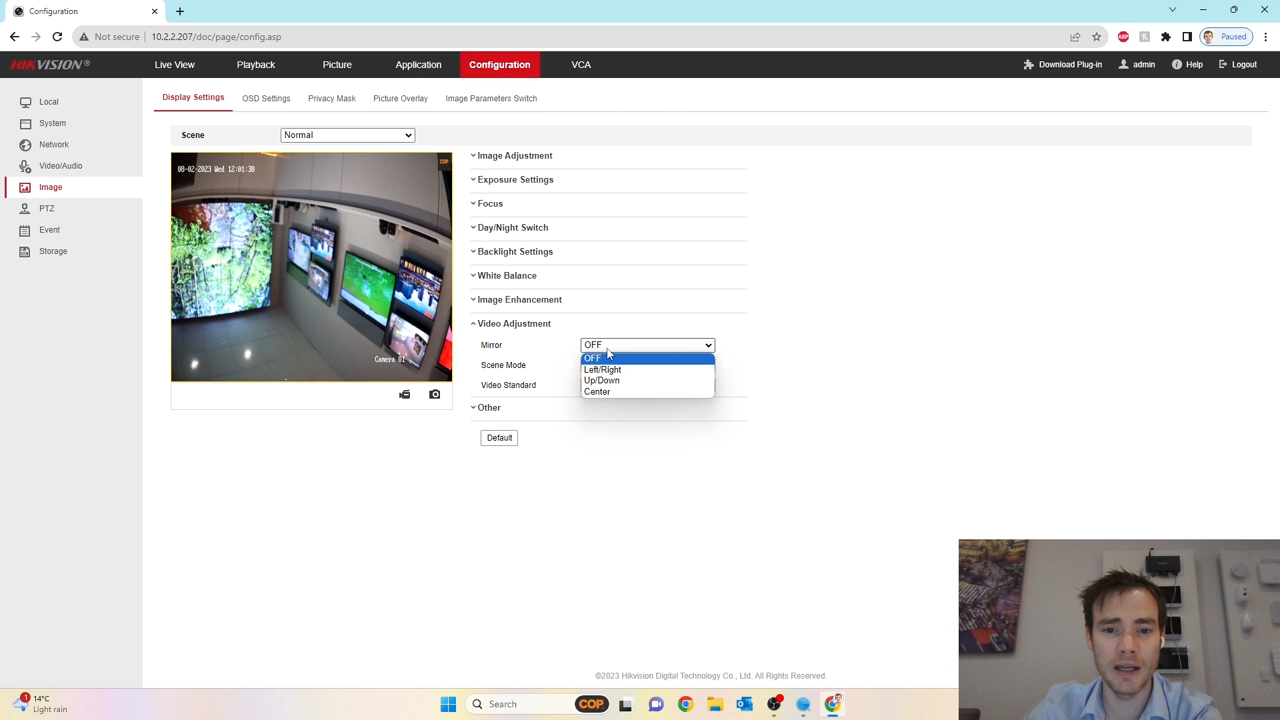 Configuration
Not secure
10.2.2.207/doc/page/config.asp
ABP
Paused
HIKVISION®
Live View
Playback
Picture
Application
Configuration
VCA
Download Plug-in
admin
Help
Logout
Local
System
Network
Video/Audio
Image
PTZ
Event
Storage
Display Settings
OSD Settings
Privacy Mask
Picture Overlay
Image Parameters Switch
Scene
Normal
08-02-2023 Wed 12:01:38
COP
Camera 01
Image Adjustment
Exposure Settings
Focus
Day/Night Switch
Backlight Settings
White Balance
Image Enhancement
Video Adjustment
Mirror
OFF
OFF
Left/Right
Up/Down
Center
Scene Mode
Video Standard
Other
Default
©2023 Hikvision Digital Technology Co., Ltd. All Rights Reserved.
1
14°C
Light rain
Search
COP